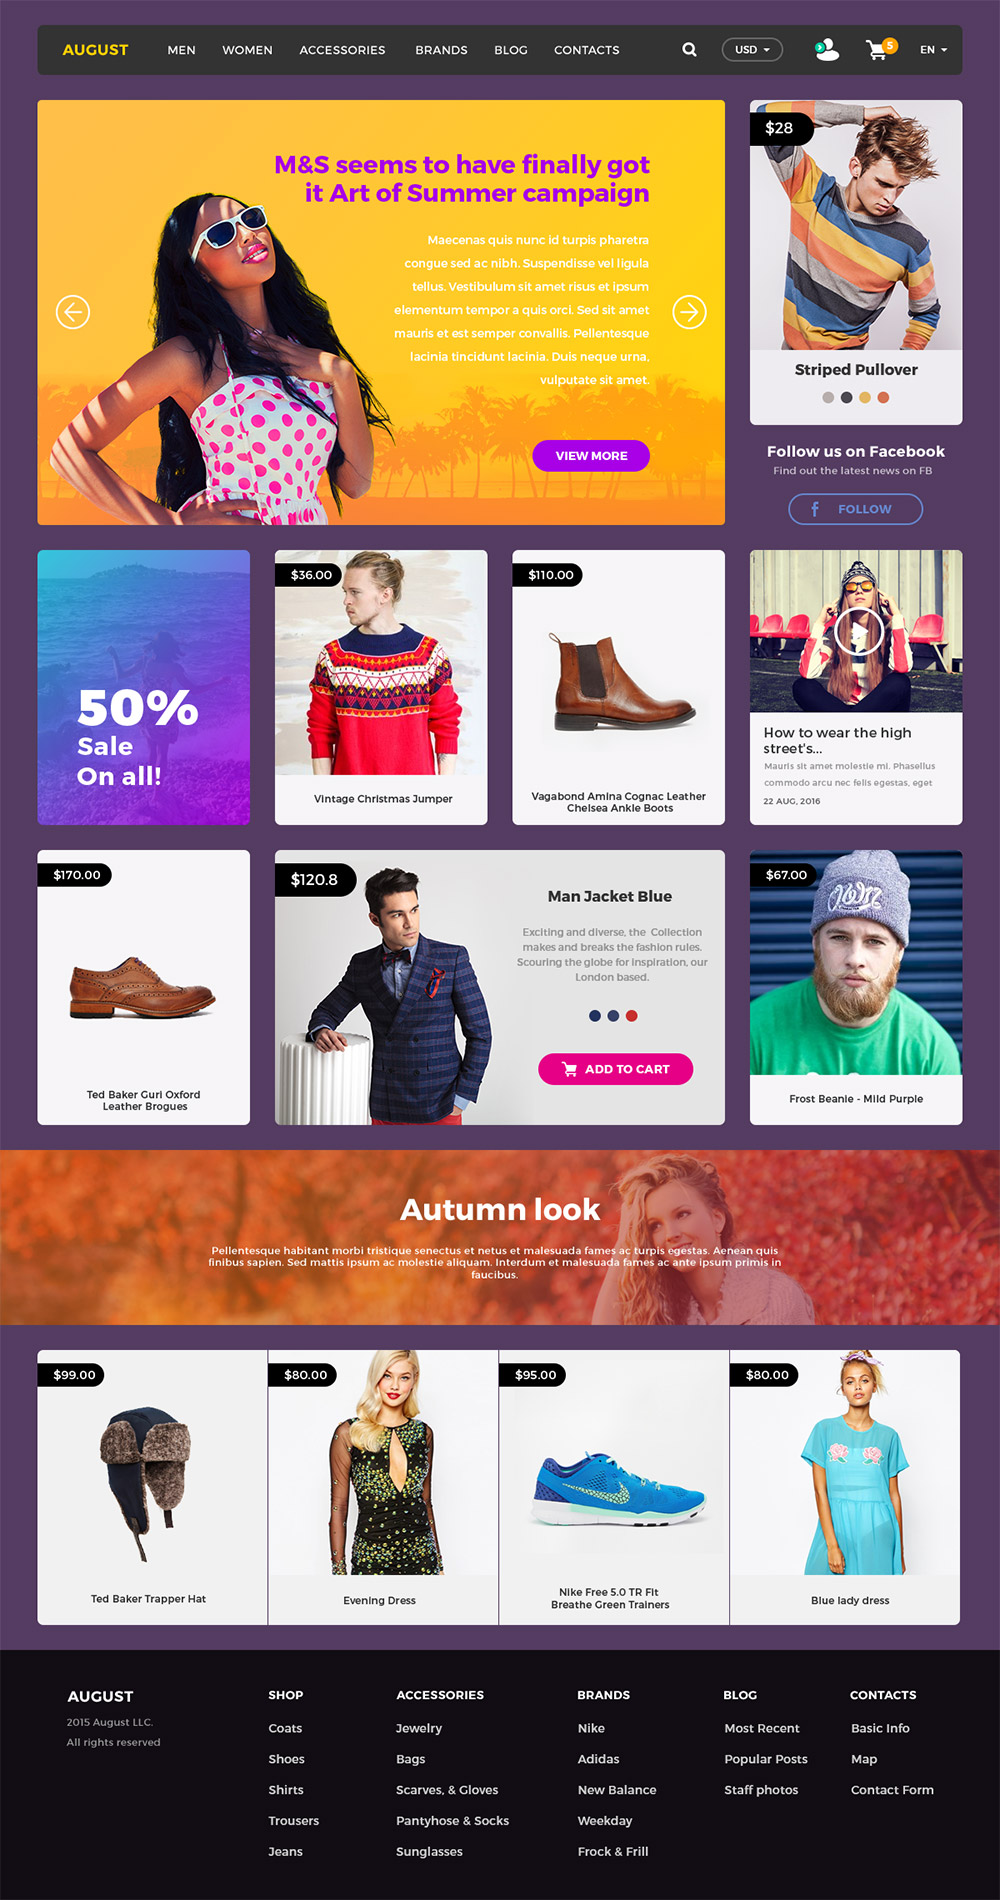 AUGUST
MEN
WOMEN
ACCESSORIES
BRANDS
BLOG
CONTACTS
USD
5
EN
M&S seems to have finally got
it Art of Summer campaign
Maecenas quis nunc id turpis pharetra
congue sed ac nibh. Suspendisse vel ligula
tellus. Vestibulum sit amet risus et ipsum
elementum tempor a quis orci. Sed sit amet
mauris et est semper convallis. Pellentesque
lacinia tincidunt lacinia. Duis neque urna,
vulputate sit amet.
VIEW MORE
$28
Striped Pullover
Follow us on Facebook
Find out the latest news on FB
f FOLLOW
50%
Sale
On all!
$36.00
Vintage Christmas Jumper
$110.00
Vagabond Amina Cognac Leather
Chelsea Ankle Boots
How to wear the high
street's...
Mauris sit amet molestie mi. Phasellus
commodo arcu nec felis egestas, eget
22 AUG, 2016
$170.00
Ted Baker Guri Oxford
Leather Brogues
$120.8
Man Jacket Blue
Exciting and diverse, the Collection
makes and breaks the fashion rules.
Scouring the globe for inspiration, our
London based.
ADD TO CART
$67.00
Frost Beanie - Mild Purple
Autumn look
Pellentesque habitant morbi tristique senectus et netus et malesuada fames ac turpis egestas. Aenean quis
finibus sapien. Sed mattis ipsum ac molestie aliquam. Interdum et malesuada fames ac ante ipsum primis in
faucibus.
$99.00
Ted Baker Trapper Hat
$80.00
Evening Dress
$95.00
Nike Free 5.0 TR Fit
Breathe Green Trainers
$80.00
Blue lady dress
AUGUST
2015 August LLC.
All rights reserved
SHOP
Coats
Shoes
Shirts
Trousers
Jeans
ACCESSORIES
Jewelry
Bags
Scarves, & Gloves
Pantyhose & Socks
Sunglasses
BRANDS
Nike
Adidas
New Balance
Weekday
Frock & Frill
BLOG
Most Recent
Popular Posts
Staff photos
CONTACTS
Basic Info
Map
Contact Form